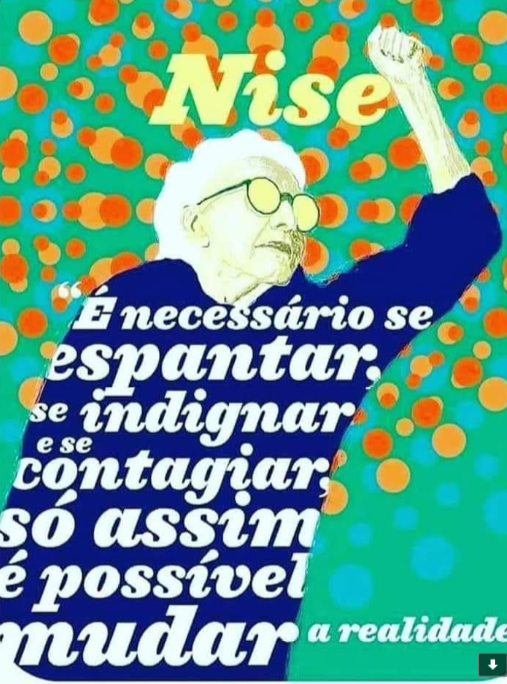 Nise
“É necessário se
espantar,
se indignar
e se
contagiar,
só assim
é possível
mudar a realidade